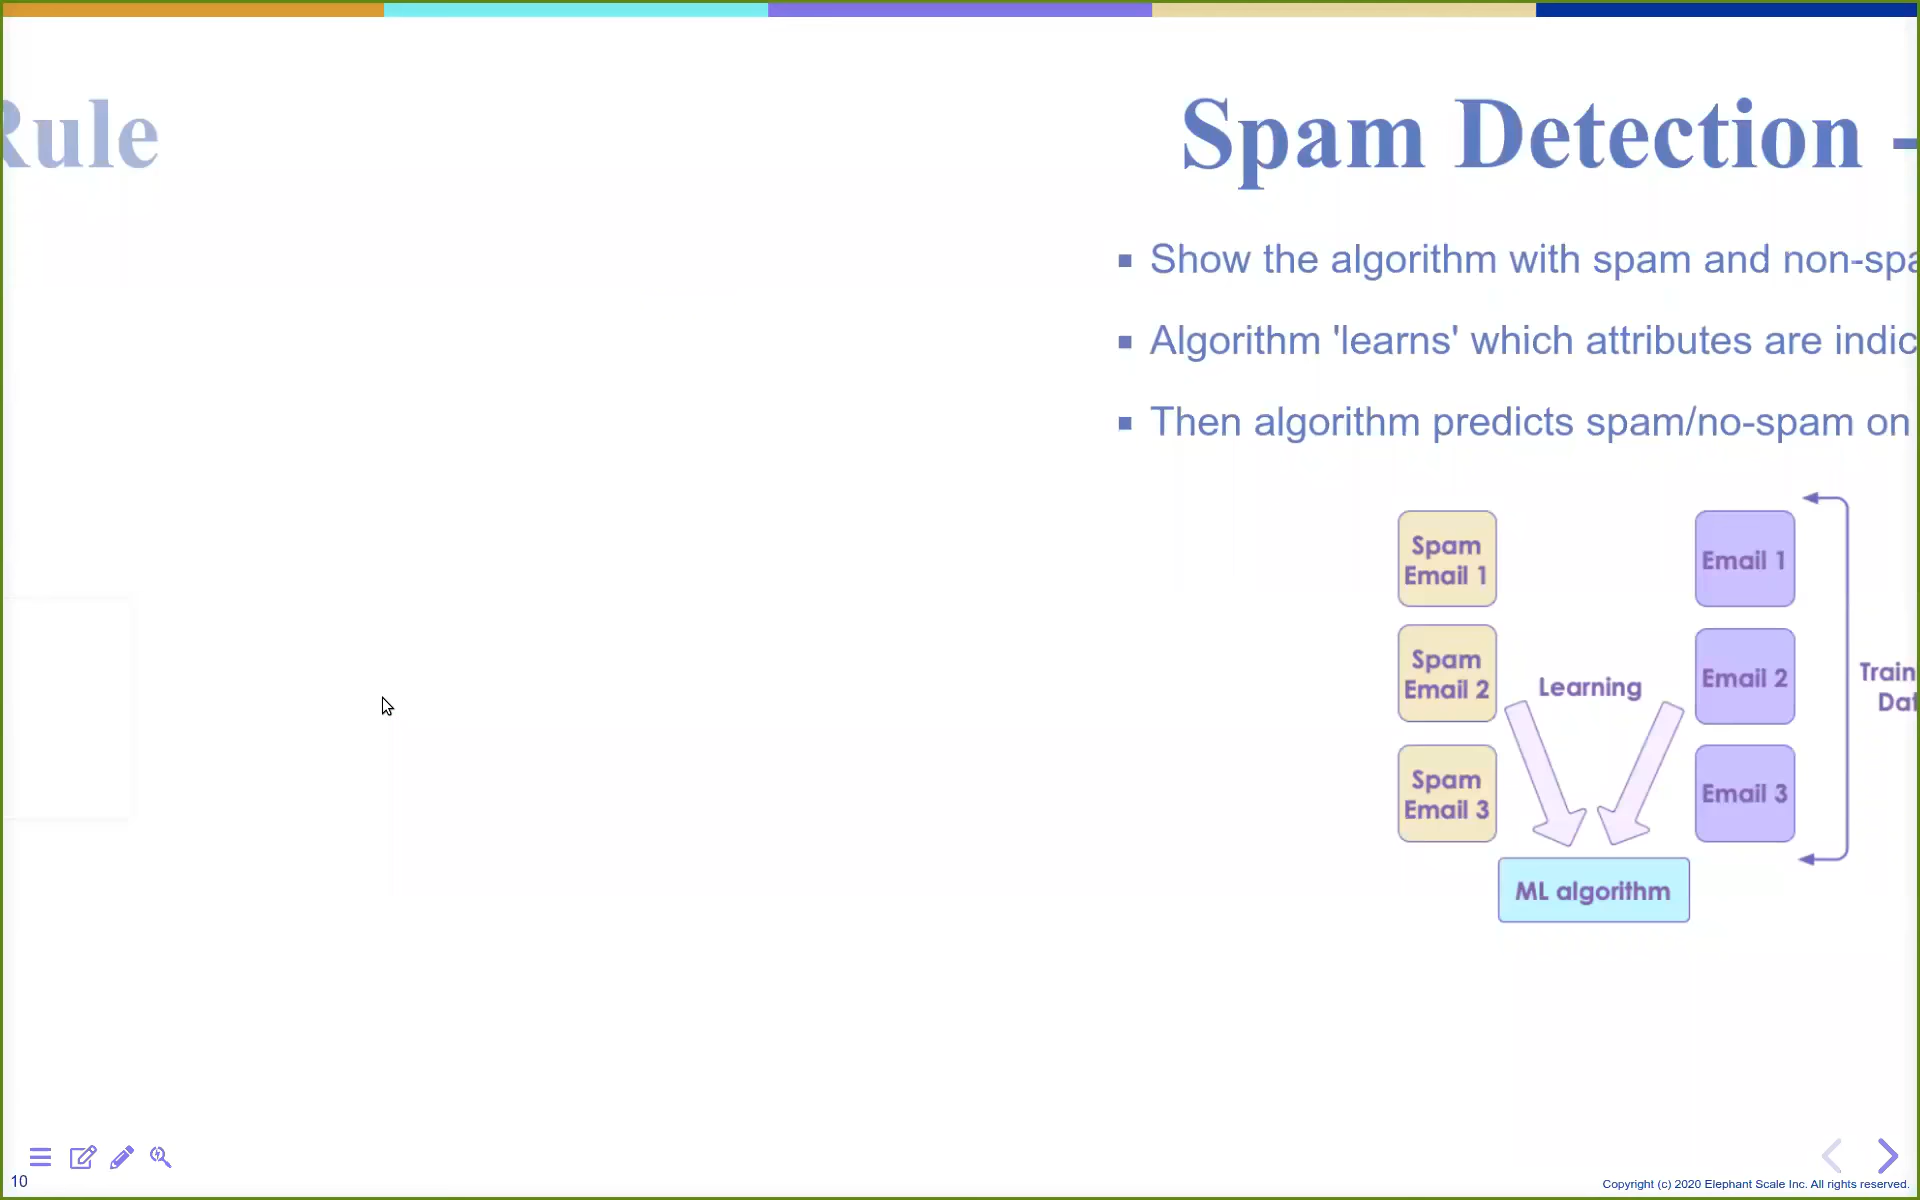 Rule
Spam Detection -
Show the algorithm with spam and non-spa
Algorithm 'learns' which attributes are indic
Then algorithm predicts spam/no-spam on
Spam
Email 1
Email 1
Spam
Email 2
Learning
Email 2
Train
Dat
Spam
Email 3
Email 3
ML algorithm
10
Copyright (c) 2020 Elephant Scale Inc. All rights reserved.